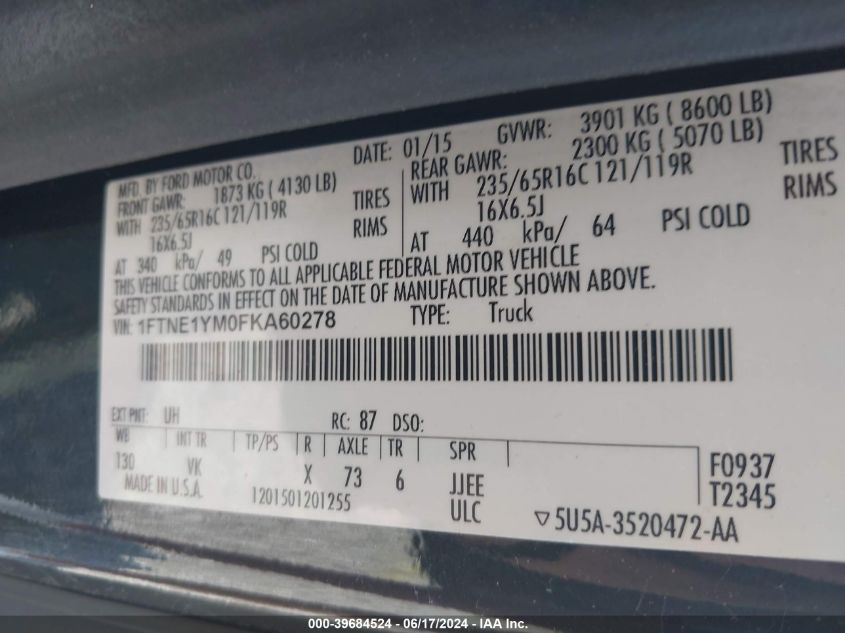 MFD. BY FORD MOTOR CO. DATE: 01/15 GVWR: 3901 KG ( 8600 LB)
FRONT GAWR: 1873 KG ( 4130 LB) REAR GAWR: 2300 KG ( 5070 LB)
WITH 235/65R16C 121/119R TIRES WITH 235/65R16C 121/119R TIRES
16X6.5J RIMS 16X6.5J RIMS
AT 340 kPa/ 49 PSI COLD AT 440 kPa/ 64 PSI COLD
THIS VEHICLE CONFORMS TO ALL APPLICABLE FEDERAL MOTOR VEHICLE
SAFETY STANDARDS IN EFFECT ON THE DATE OF MANUFACTURE SHOWN ABOVE.
VIN: 1FTNE1YM0FKA60278 TYPE: Truck
EXT PNT: UH RC: 87 DSO:
WB INT TR TP/PS R AXLE TR SPR
130 VK X 73 6 JJEE F0937
MADE IN U.S.A. 1201501201255 ULC T2345
5U5A-3520472-AA
000-39684524 - 06/17/2024 - IAA Inc.